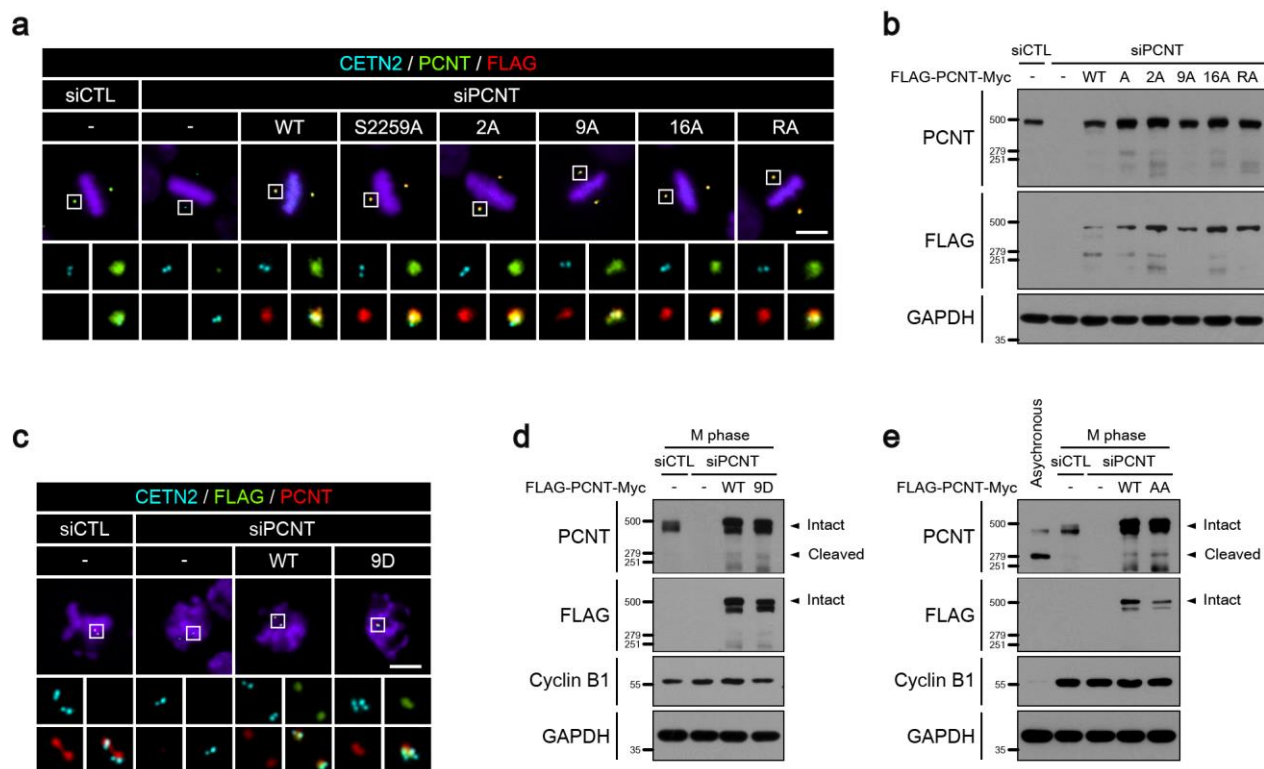 a
CETN2 / PCNT / FLAG
siCTL siPCNT
- - WT S2259A 2A 9A 16A RA
b
siCTL siPCNT
FLAG-PCNT-Myc - - WT A 2A 9A 16A RA
PCNT
500
279
251
FLAG
500
279
251
GAPDH
35
c
CETN2 / FLAG / PCNT
siCTL siPCNT
- - WT 9D
d
M phase
siCTL siPCNT
FLAG-PCNT-Myc - - WT 9D
PCNT
500 Intact
279 Cleaved
251
FLAG
500 Intact
279
251
Cyclin B1
55
GAPDH
35
e
Asychronous
M phase
siCTL siPCNT
FLAG-PCNT-Myc - - WT AA
PCNT
500 Intact
279 Cleaved
251
FLAG
500 Intact
279
251
Cyclin B1
55
GAPDH
35